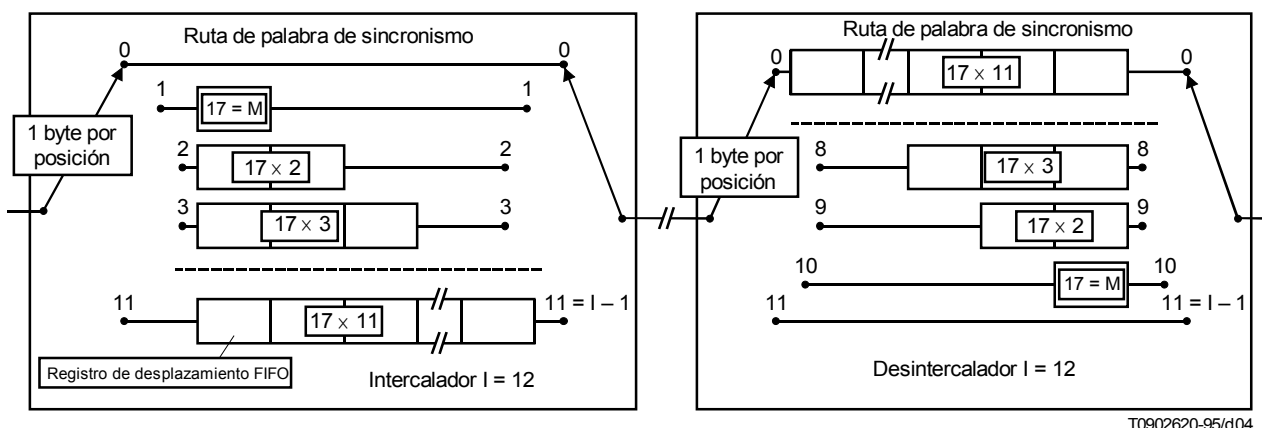 Ruta de palabra de sincronismo
0
0
1
17 = M
1
1 byte por
posición
2
17 × 2
2
3
17 × 3
3
11
17 × 11
11 = I – 1
Registro de desplazamiento FIFO
Intercalador I = 12
Ruta de palabra de sincronismo
0
17 × 11
0
1 byte por
posición
8
17 × 3
8
9
17 × 2
9
10
17 = M
10
11
11 = I – 1
Desintercalador I = 12
T0902620-95/d04